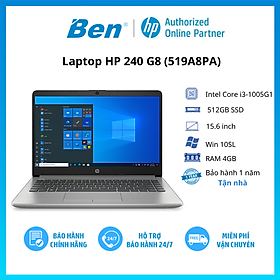 Ben
hp
Authorized
Online Partner
Laptop HP 240 G8 (519A8PA)
Intel Core i3-1005G1
512GB SSD
15.6 inch
Win 10SL
RAM 4GB
Bảo hành 1 năm
Tận nhà
BẢO HÀNH
CHÍNH HÃNG
24/7
HỖ TRỢ
BẢO HÀNH 24/7
MIỄN PHÍ
VẬN CHUYỂN